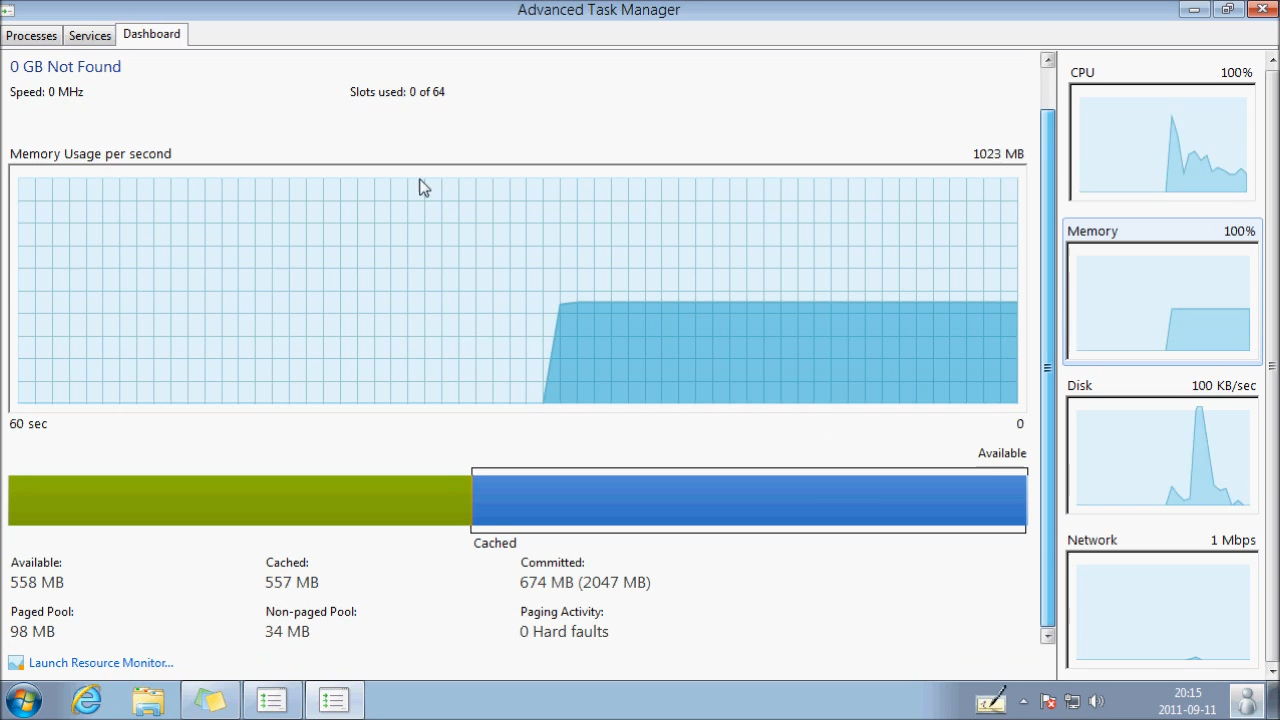 Advanced Task Manager
Processes Services Dashboard
0 GB Not Found
Speed: 0 MHz Slots used: 0 of 64
Memory Usage per second 1023 MB
60 sec 0
Available
Cached
Available: Cached: Committed:
558 MB 557 MB 674 MB (2047 MB)
Paged Pool: Non-paged Pool: Paging Activity:
98 MB 34 MB 0 Hard faults
Launch Resource Monitor...
CPU 100%
Memory 100%
Disk 100 KB/sec
Network 1 Mbps
20:15
2011-09-11